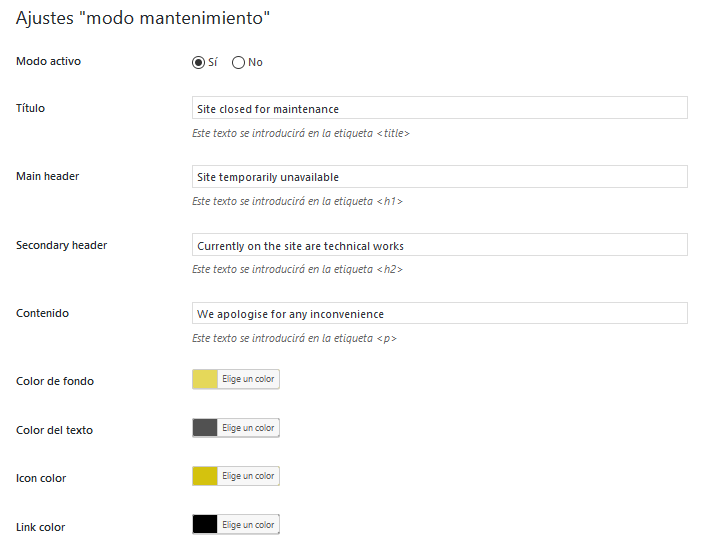 Ajustes "modo mantenimiento"
Modo activo Sí No
Título Site closed for maintenance
Este texto se introducirá en la etiqueta <title>
Main header Site temporarily unavailable
Este texto se introducirá en la etiqueta <h1>
Secondary header Currently on the site are technical works
Este texto se introducirá en la etiqueta <h2>
Contenido We apologise for any inconvenience
Este texto se introducirá en la etiqueta <p>
Color de fondo Elige un color
Color del texto Elige un color
Icon color Elige un color
Link color Elige un color